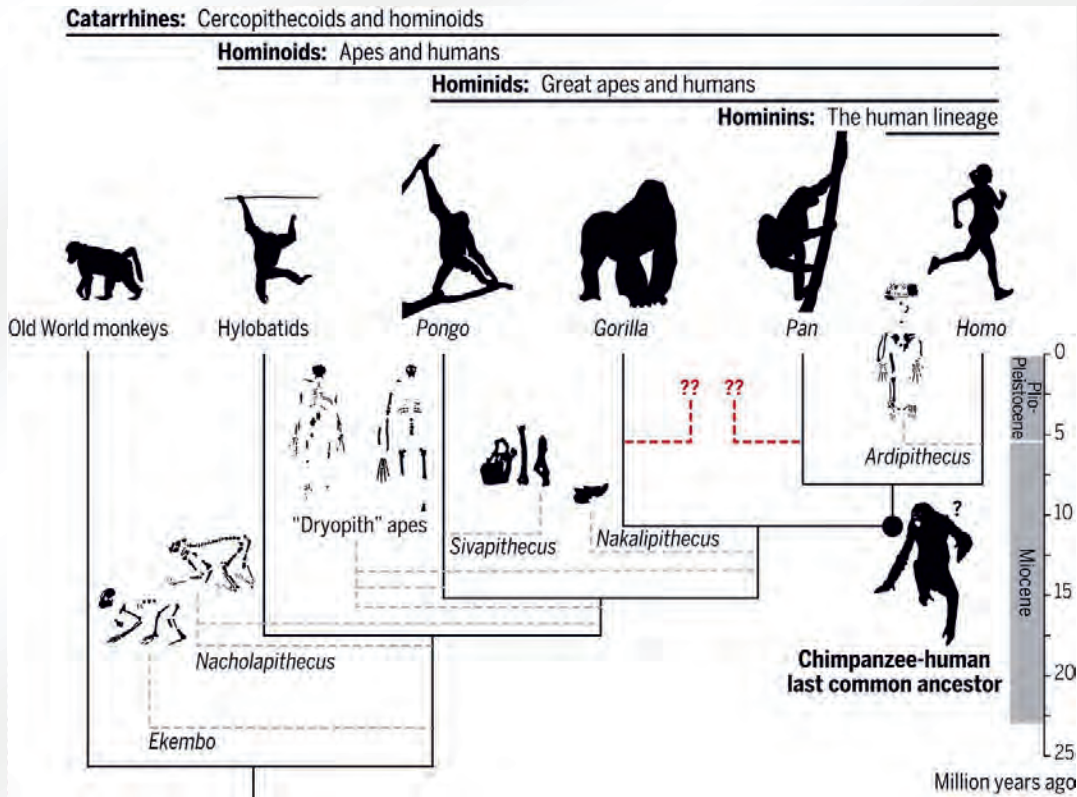 Catarrhines: Cercopithecoids and hominoids
Hominoids: Apes and humans
Hominids: Great apes and humans
Hominins: The human lineage
Old World monkeys
Hylobatids
Pongo
Gorilla
Pan
Homo
0
Plio-
Pleistocene
??
??
5
Ardipithecus
"Dryopith" apes
Sivapithecus
Nakalipithecus
?
10
Miocene
15
Nacholapithecus
Chimpanzee-human
last common ancestor
20
Ekembo
25
Million years ago